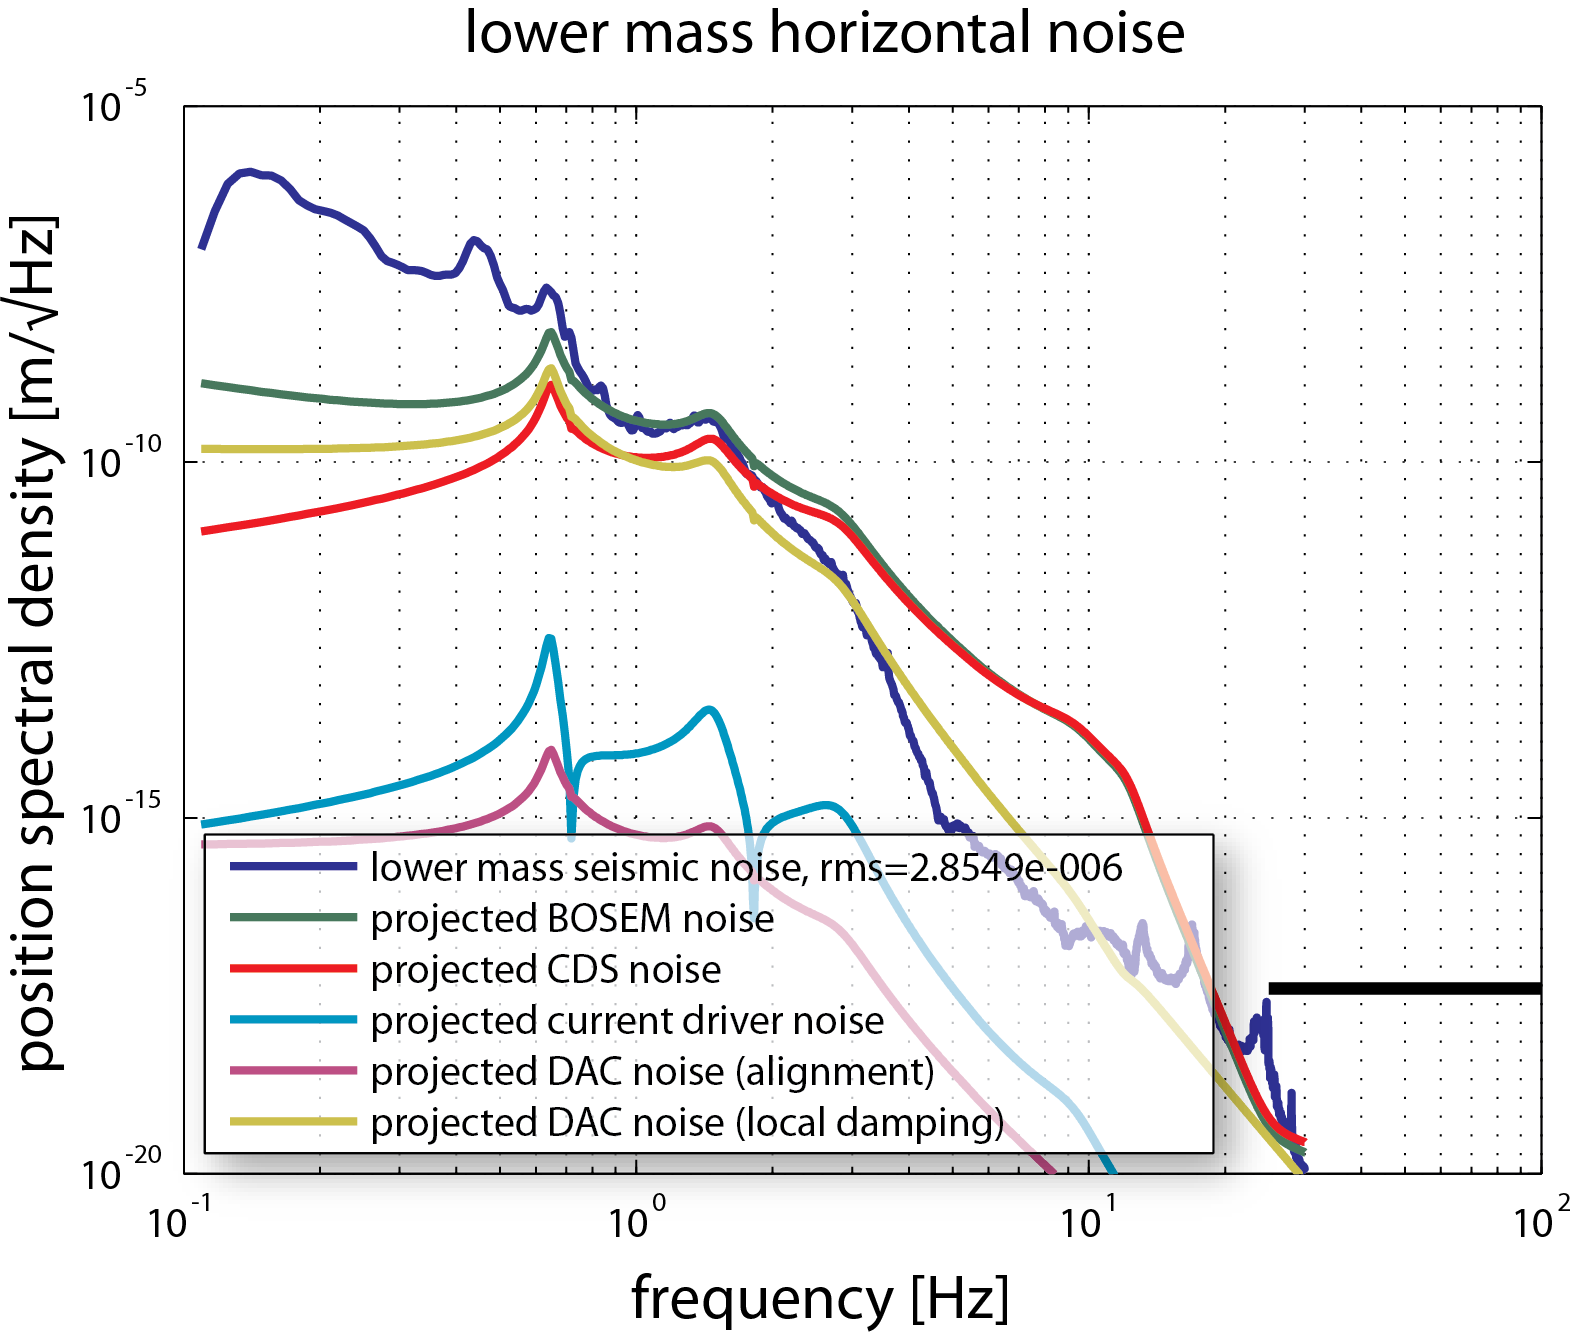 lower mass horizontal noise
position spectral density [m/√Hz]
10^-5
10^-10
10^-15
10^-20
lower mass seismic noise, rms=2.8549e-006
projected BOSEM noise
projected CDS noise
projected current driver noise
projected DAC noise (alignment)
projected DAC noise (local damping)
10^-1 10^0 10^1 10^2
frequency [Hz]